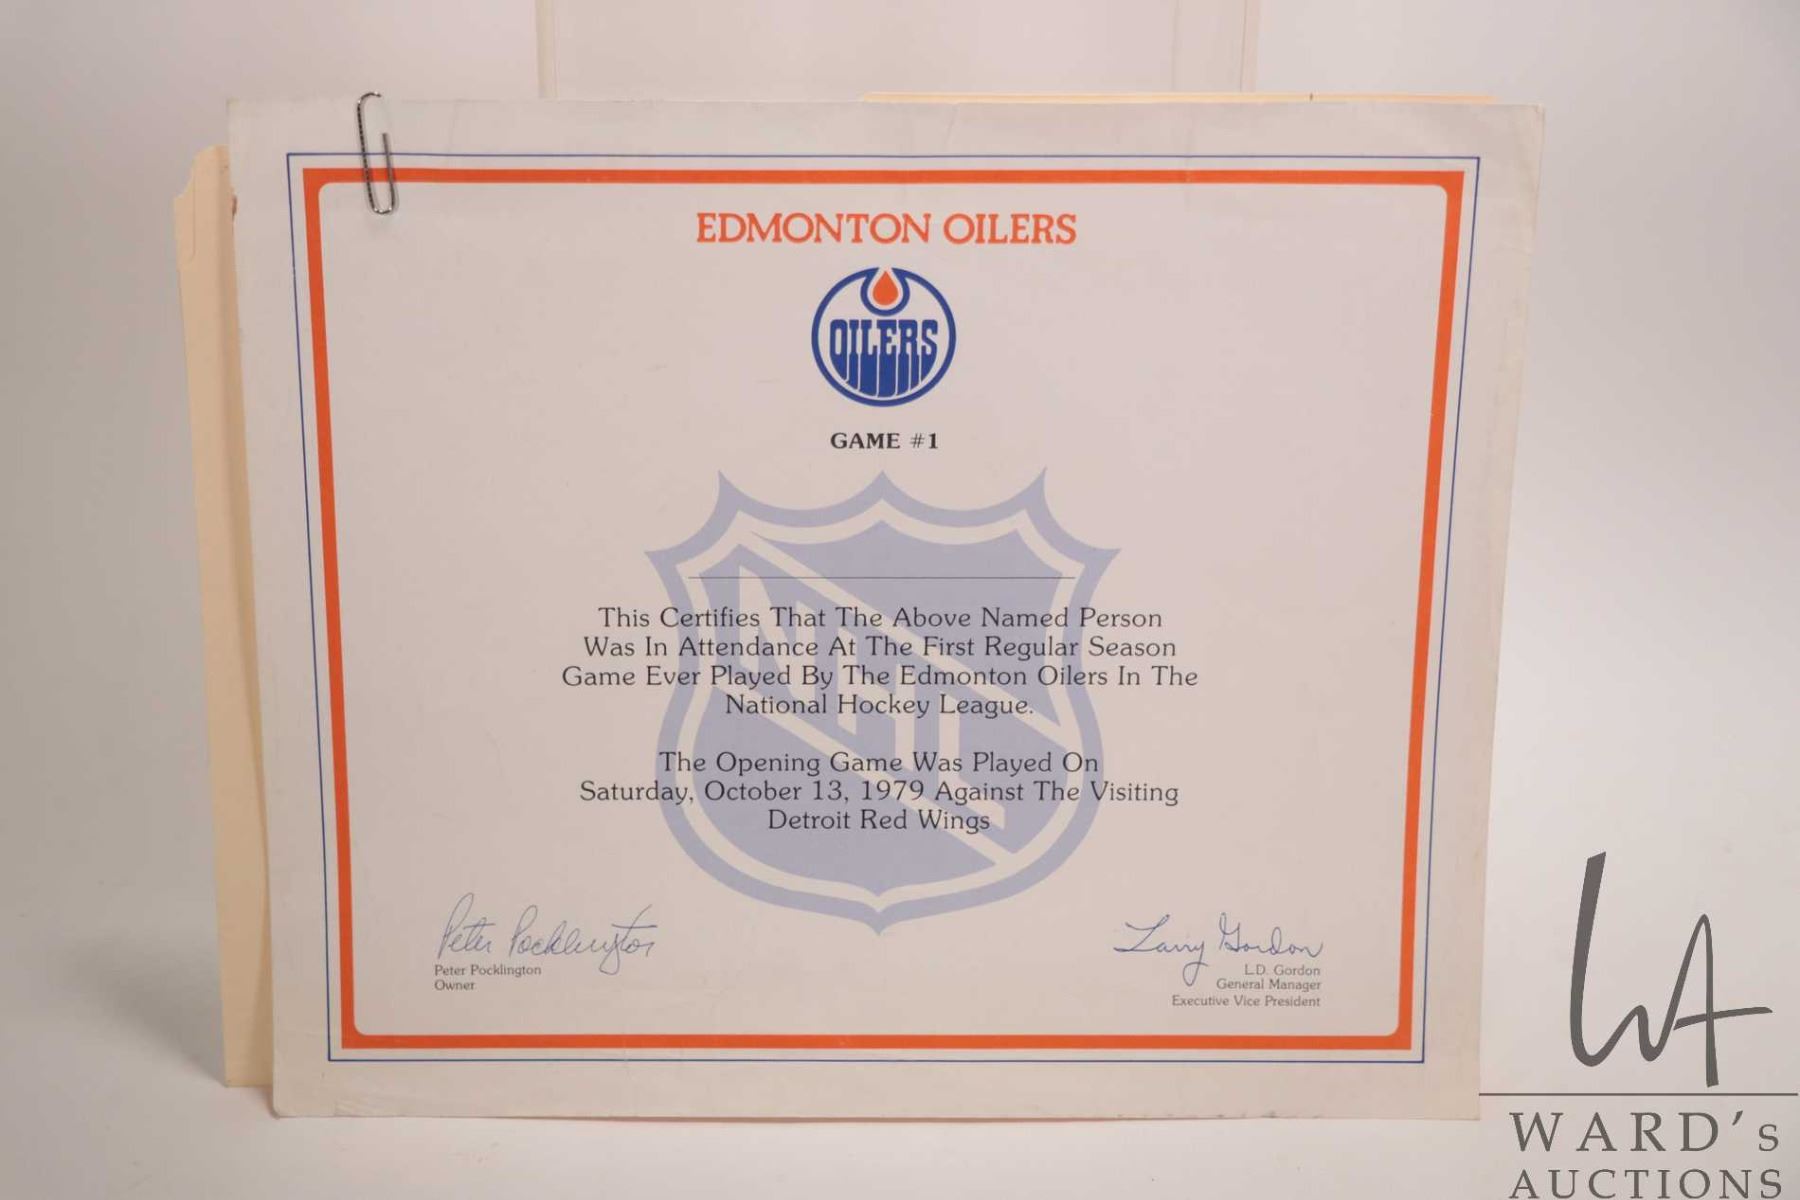 EDMONTON OILERS
OILERS
GAME #1
NHL
This Certifies That The Above Named Person
Was In Attendance At The First Regular Season
Game Ever Played By The Edmonton Oilers In The
National Hockey League.
The Opening Game Was Played On
Saturday, October 13, 1979 Against The Visiting
Detroit Red Wings
Peter Pocklington
Peter Pocklington
Owner
Larry Gordon
L.D. Gordon
General Manager
Executive Vice President
WA
WARD's
AUCTIONS